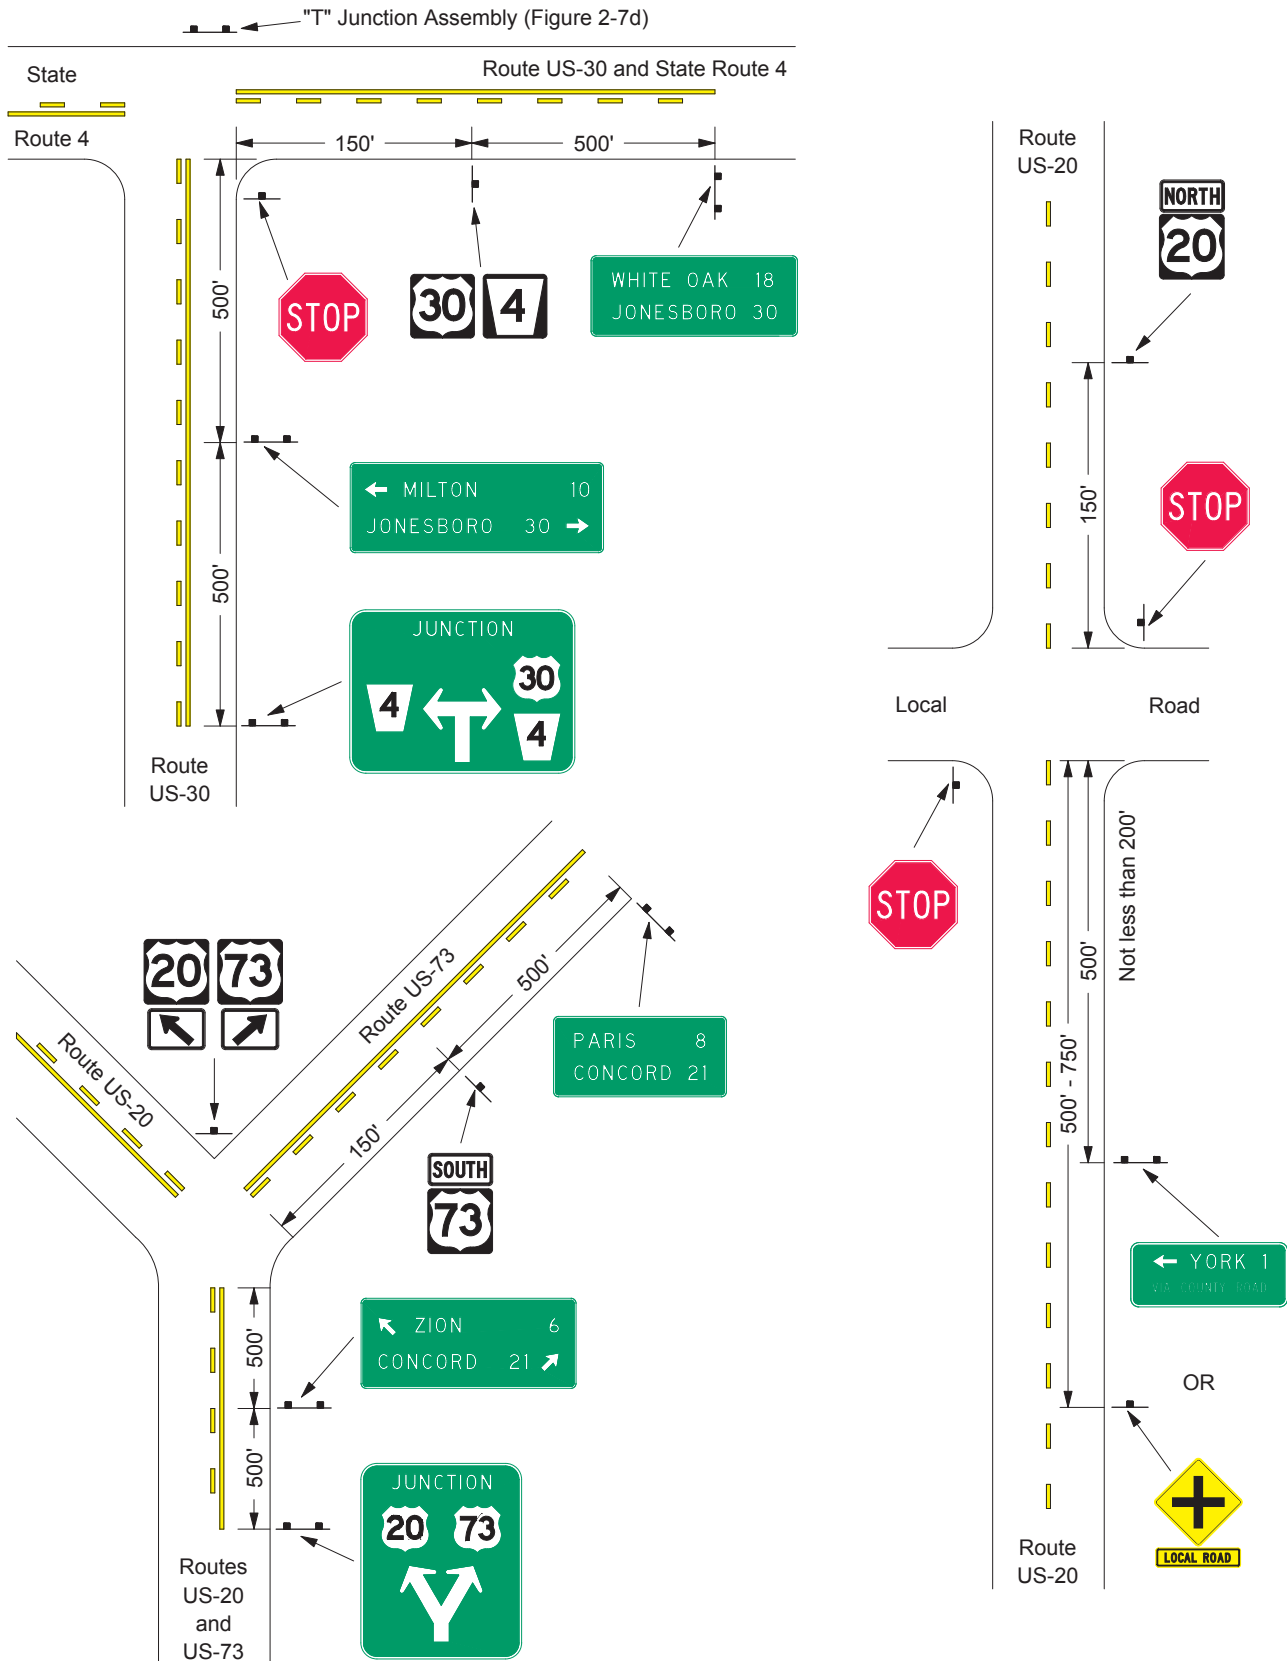 "T" Junction Assembly (Figure 2-7d)
State
Route US-30 and State Route 4
Route 4
150'
500'
500'
STOP
30
4
WHITE OAK 18
JONESBORO 30
← MILTON 10
JONESBORO 30 →
500'
JUNCTION
30
4
4
Route
US-30
Route
US-20
NORTH
20
150'
STOP
Local
Road
STOP
Not less than 200'
500'
500' - 750'
← YORK 1
VIA COUNTY ROAD
OR
LOCAL ROAD
Route
US-20
20
73
Route US-20
Route US-73
500'
150'
PARIS 8
CONCORD 21
SOUTH
73
500'
↖ ZION 6
CONCORD 21 ↗
500'
JUNCTION
20
73
Routes
US-20
and
US-73